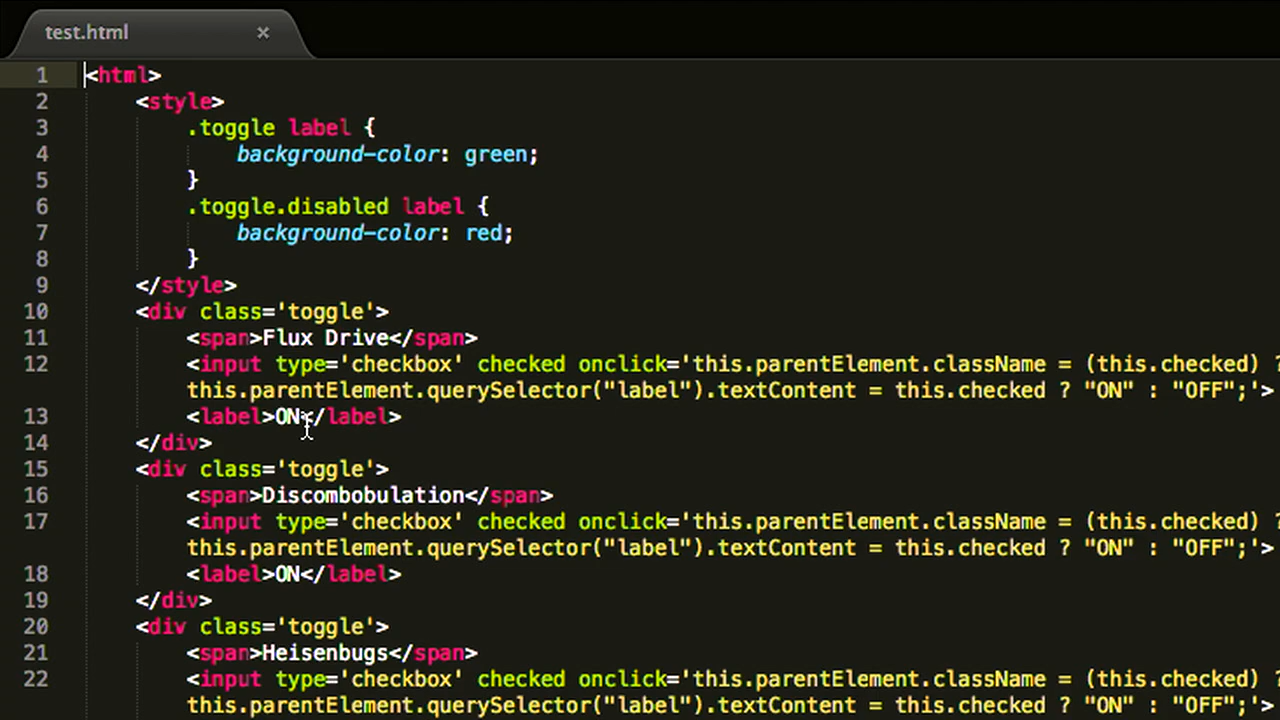 test.html ×
1 <html>
2 <style>
3 .toggle label {
4 background-color: green;
5 }
6 .toggle.disabled label {
7 background-color: red;
8 }
9 </style>
10 <div class='toggle'>
11 <span>Flux Drive</span>
12 <input type='checkbox' checked onclick='this.parentElement.className = (this.checked) ?
this.parentElement.querySelector("label").textContent = this.checked ? "ON" : "OFF";'>
13 <label>ON</label>
14 </div>
15 <div class='toggle'>
16 <span>Discombobulation</span>
17 <input type='checkbox' checked onclick='this.parentElement.className = (this.checked) ?
this.parentElement.querySelector("label").textContent = this.checked ? "ON" : "OFF";'>
18 <label>ON</label>
19 </div>
20 <div class='toggle'>
21 <span>Heisenbugs</span>
22 <input type='checkbox' checked onclick='this.parentElement.className = (this.checked) ?
this.parentElement.querySelector("label").textContent = this.checked ? "ON" : "OFF";'>